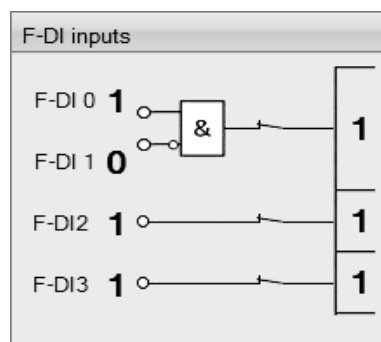 F-DI inputs
F-DI 0 1
&
1
F-DI 1 0
F-DI2 1 1
F-DI3 1 1